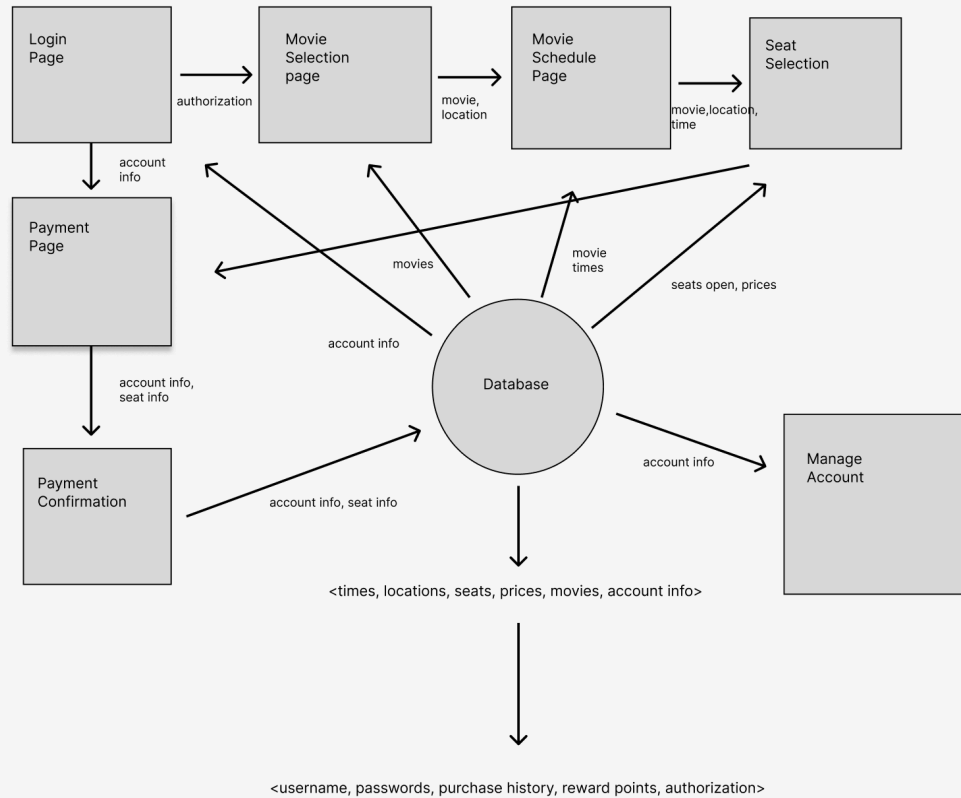 Login
Page
Movie
Selection
page
Movie
Schedule
Page
Seat
Selection
authorization
movie,
location
movie,location,
time
account
info
Payment
Page
movies
movie
times
seats open, prices
account info
Database
account info,
seat info
account info
Manage
Account
Payment
Confirmation
account info, seat info
<times, locations, seats, prices, movies, account info>
<username, passwords, purchase history, reward points, authorization>